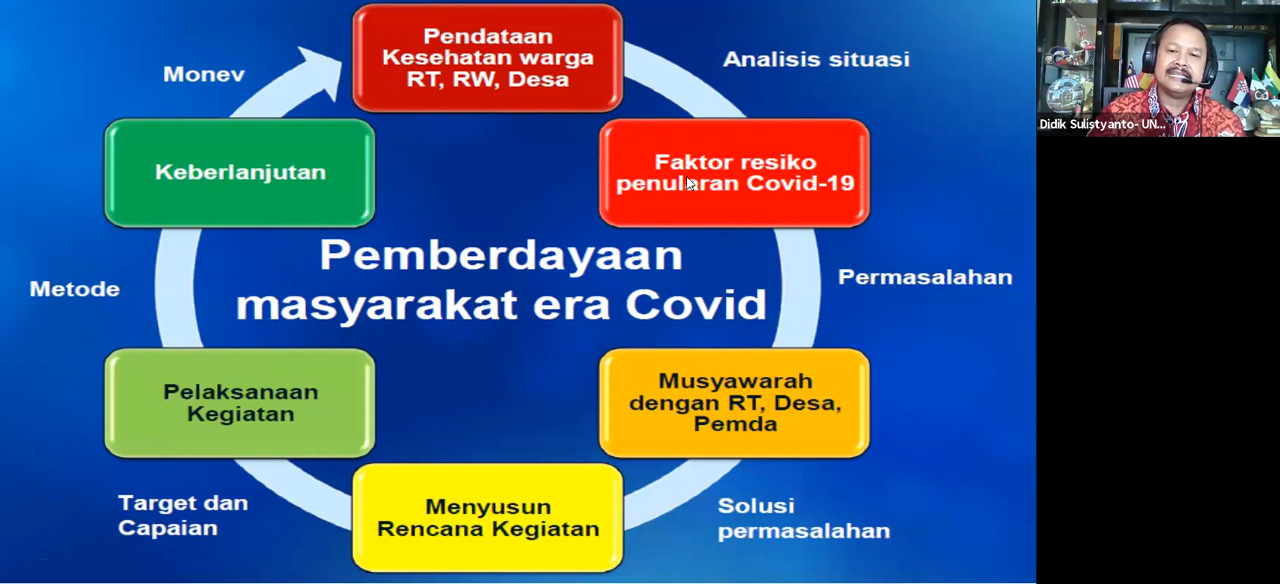 Pendataan
Kesehatan warga
RT, RW, Desa
Analisis situasi
Monev
Keberlanjutan
Faktor resiko
penularan Covid-19
Pemberdayaan
masyarakat era Covid
Metode
Permasalahan
Pelaksanaan
Kegiatan
Musyawarah
dengan RT, Desa,
Pemda
Menyusun
Rencana Kegiatan
Target dan
Capaian
Solusi
permasalahan
Didik Sulistyanto- UN...